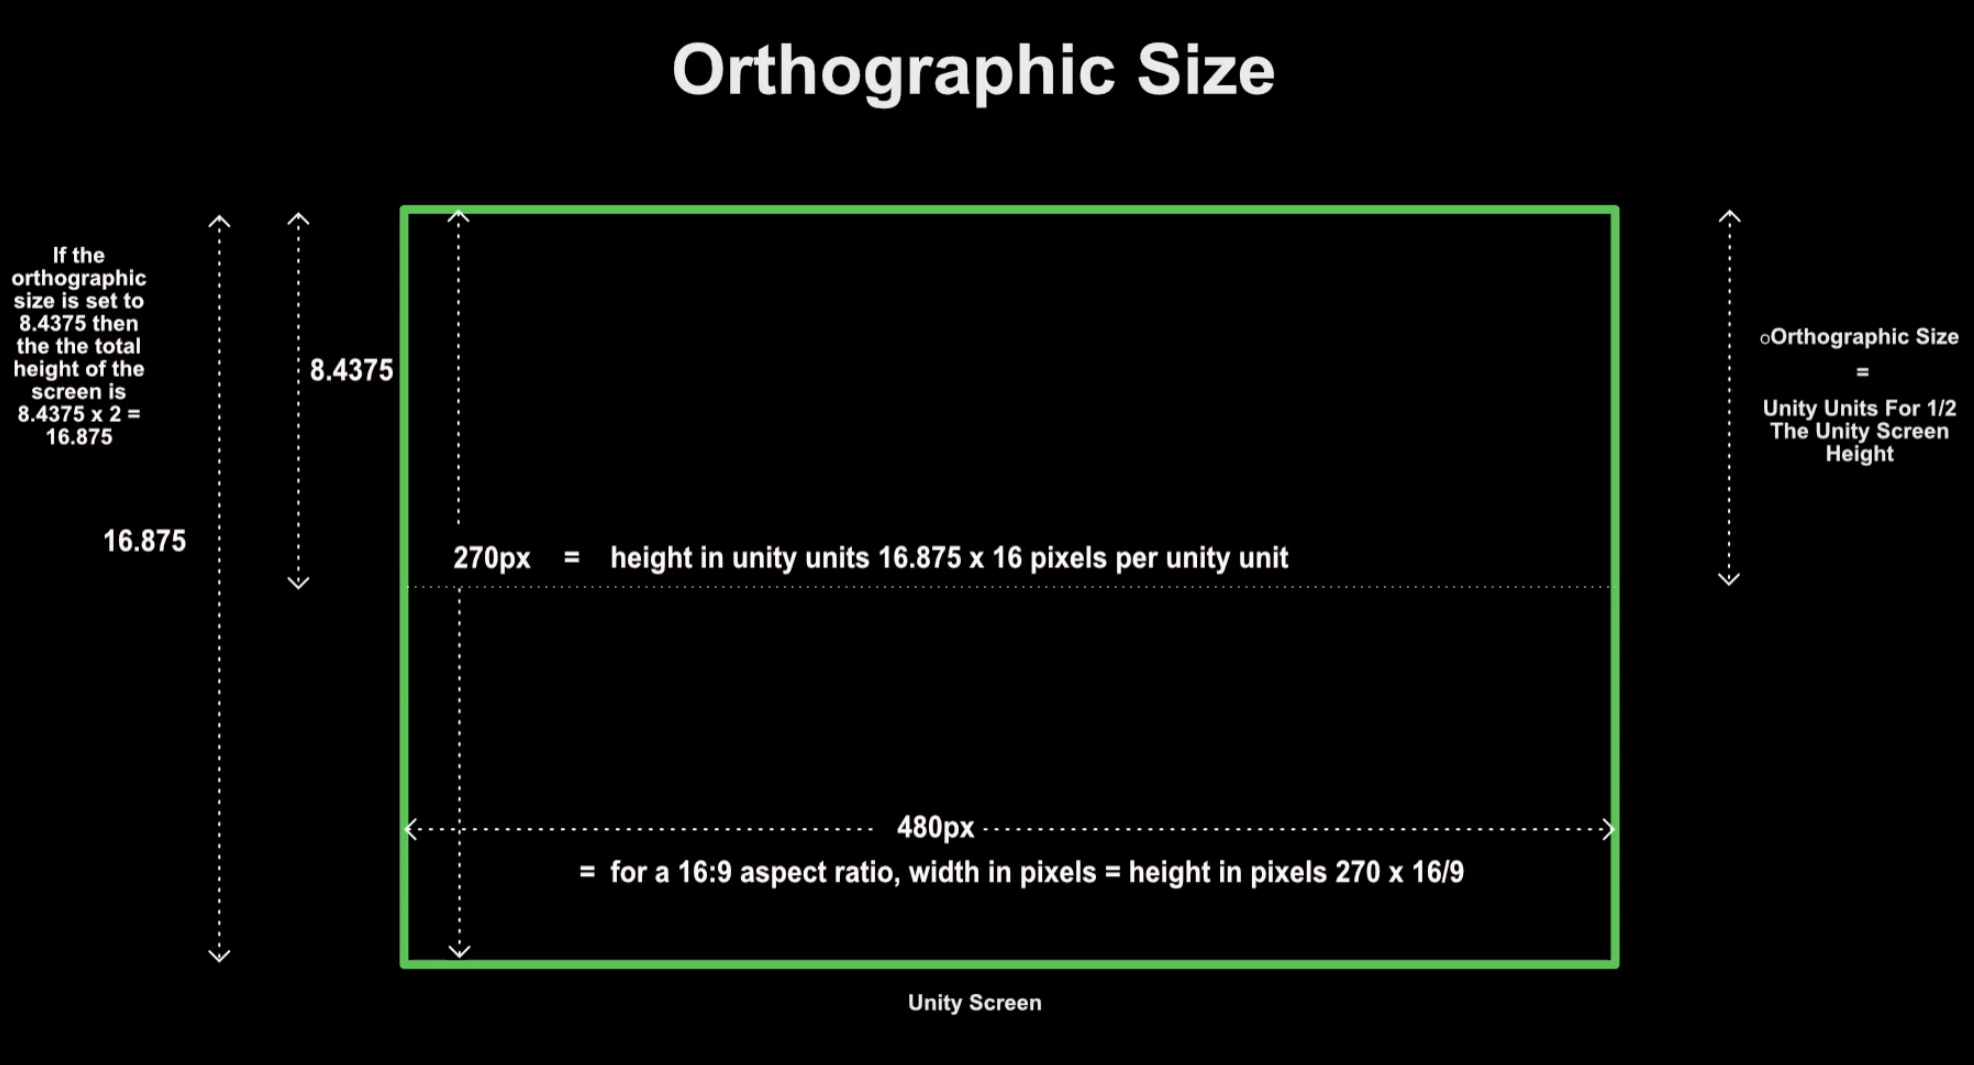 Orthographic Size
If the
orthographic
size is set to
8.4375 then
the the total
height of the
screen is
8.4375 x 2 =
16.875
16.875
8.4375
270px = height in unity units 16.875 x 16 pixels per unity unit
480px
= for a 16:9 aspect ratio, width in pixels = height in pixels 270 x 16/9
○Orthographic Size
=
Unity Units For 1/2
The Unity Screen
Height
Unity Screen